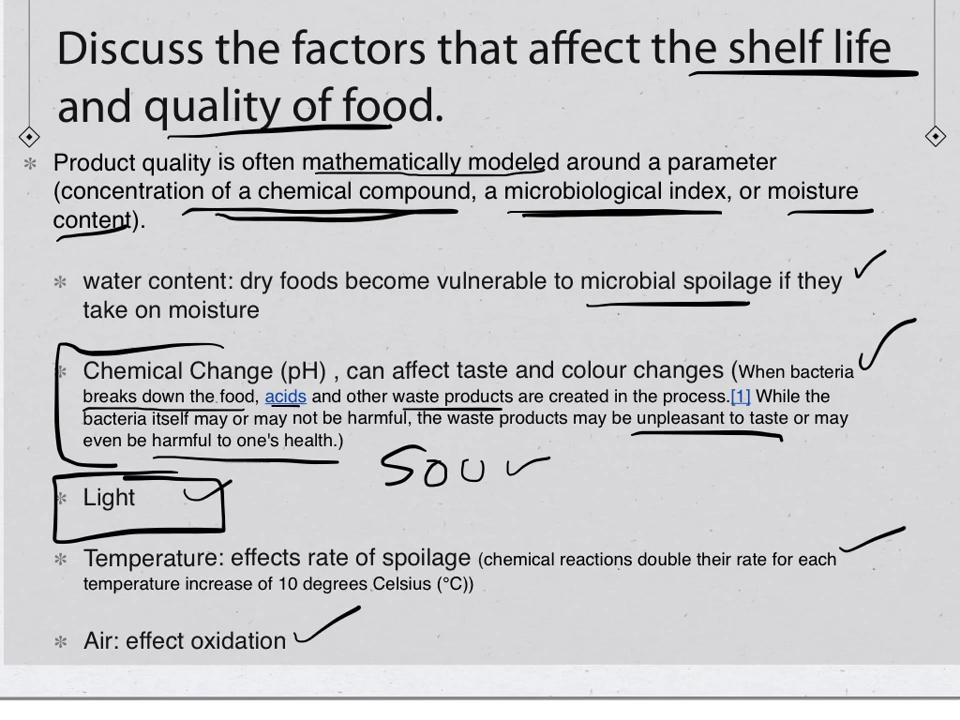 Discuss the factors that affect the shelf life
and quality of food.
* Product quality is often mathematically modeled around a parameter
(concentration of a chemical compound, a microbiological index, or moisture
content).
* water content: dry foods become vulnerable to microbial spoilage if they
take on moisture
* Chemical Change (pH) , can affect taste and colour changes (When bacteria
breaks down the food, acids and other waste products are created in the process.[1] While the
bacteria itself may or may not be harmful, the waste products may be unpleasant to taste or may
even be harmful to one's health.)
Sour
* Light
* Temperature: effects rate of spoilage (chemical reactions double their rate for each
temperature increase of 10 degrees Celsius (°C))
* Air: effect oxidation